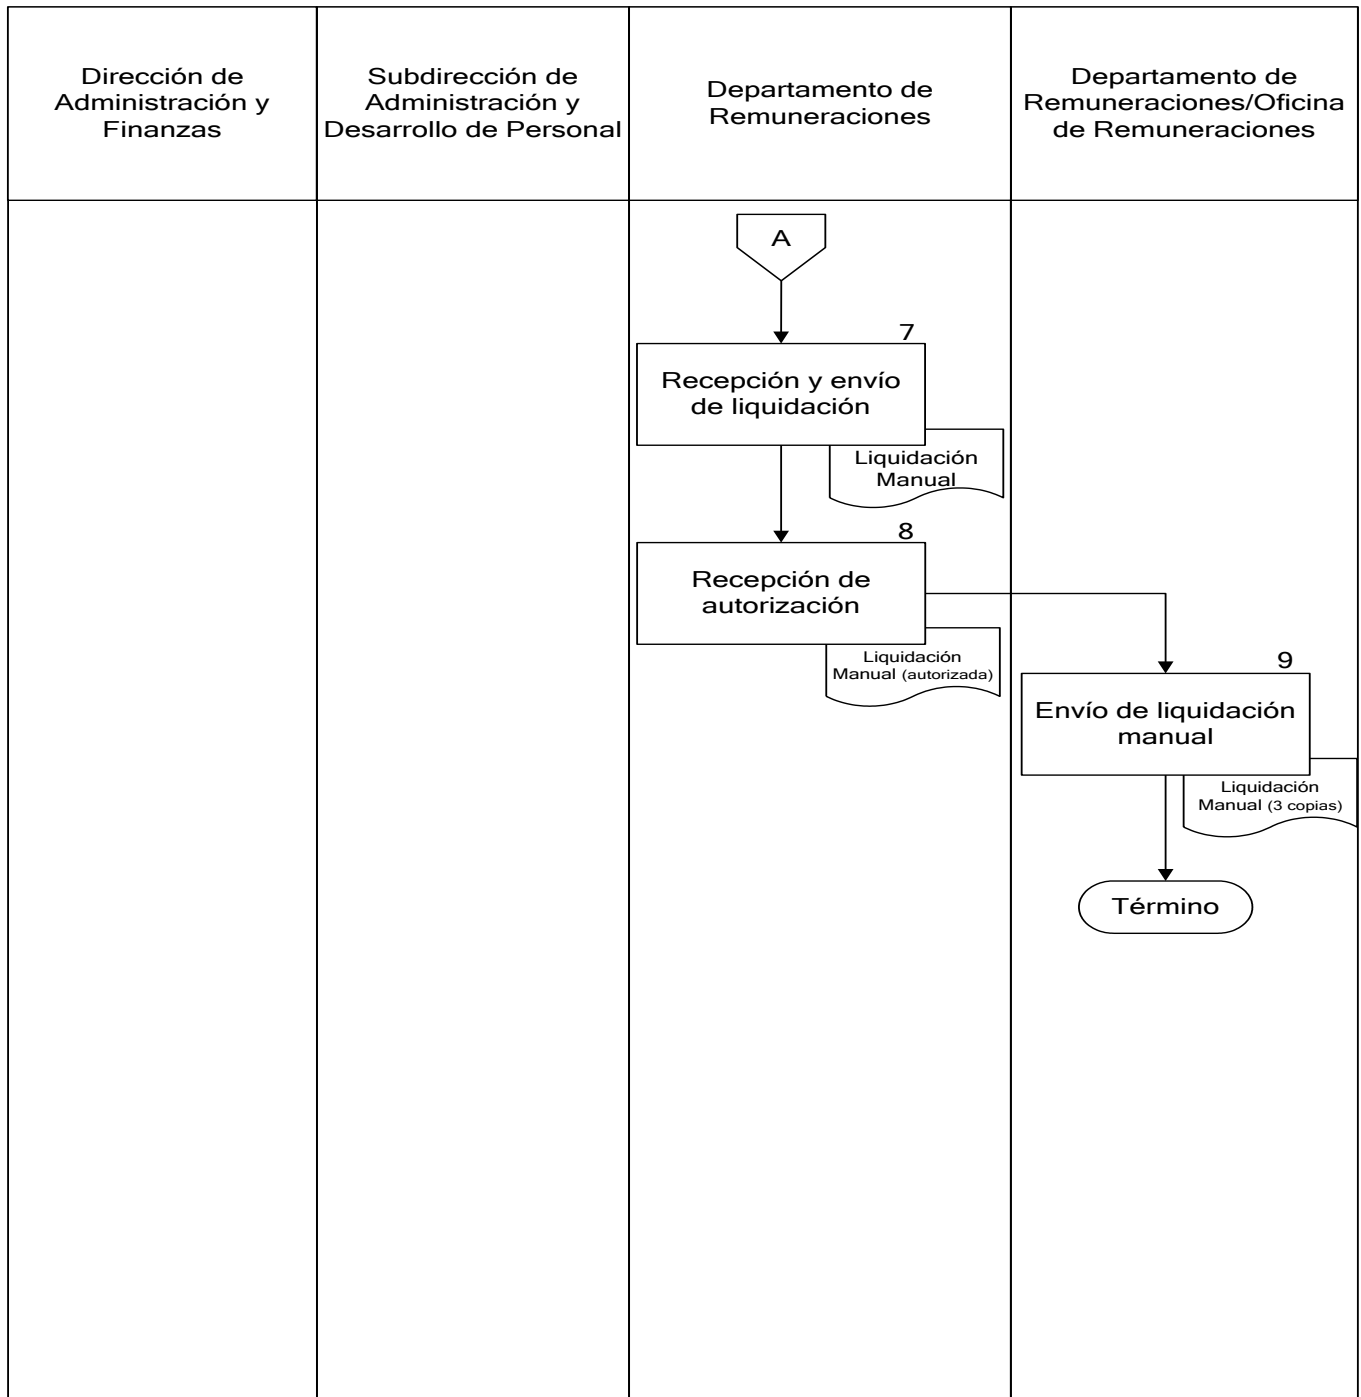 Dirección de
Administración y
Finanzas
Subdirección de
Administración y
Desarrollo de Personal
Departamento de
Remuneraciones
Departamento de
Remuneraciones/Oficina
de Remuneraciones
A
7
Recepción y envío
de liquidación
Liquidación
Manual
8
Recepción de
autorización
Liquidación
Manual (autorizada)
9
Envío de liquidación
manual
Liquidación
Manual (3 copias)
Término